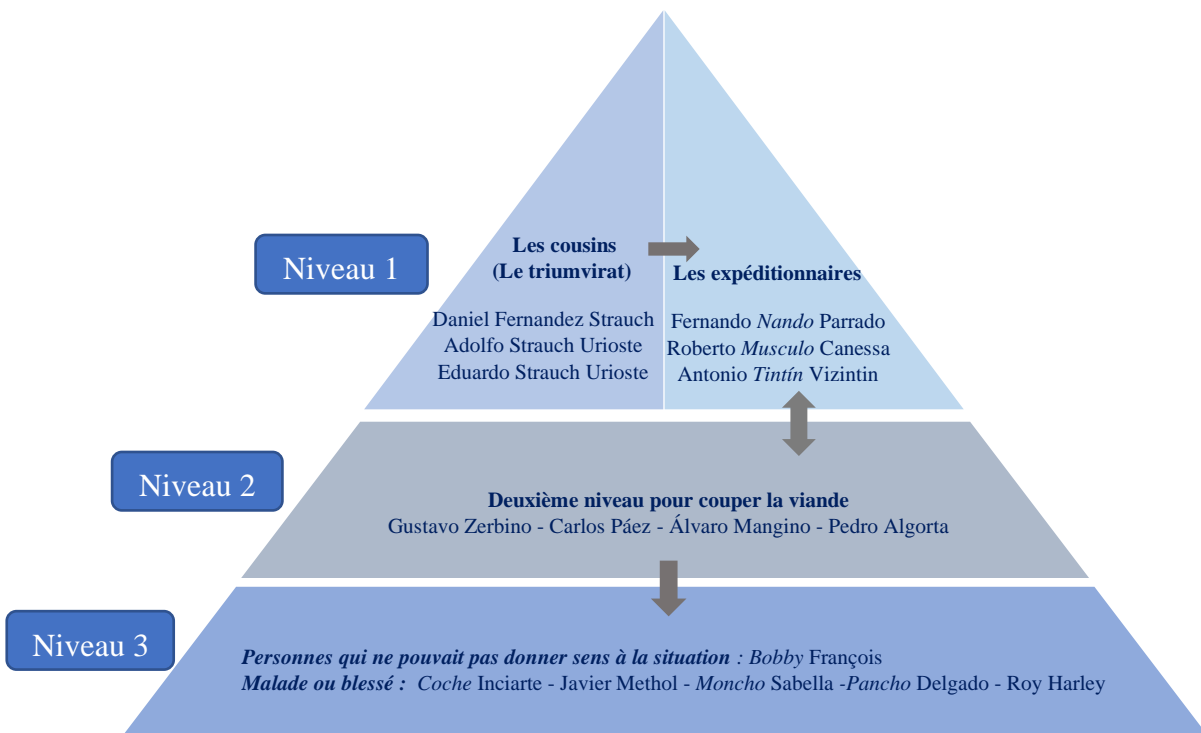 Niveau 1
Les cousins
(Le triumvirat)
Daniel Fernandez Strauch
Adolfo Strauch Urioste
Eduardo Strauch Urioste
Les expéditionnaires
Fernando Nando Parrado
Roberto Musculo Canessa
Antonio Tintín Vizintin
Niveau 2
Deuxième niveau pour couper la viande
Gustavo Zerbino - Carlos Páez - Álvaro Mangino - Pedro Algorta
Niveau 3
Personnes qui ne pouvait pas donner sens à la situation : Bobby François
Malade ou blessé : Coche Inciarte - Javier Methol - Moncho Sabella -Pancho Delgado - Roy Harley